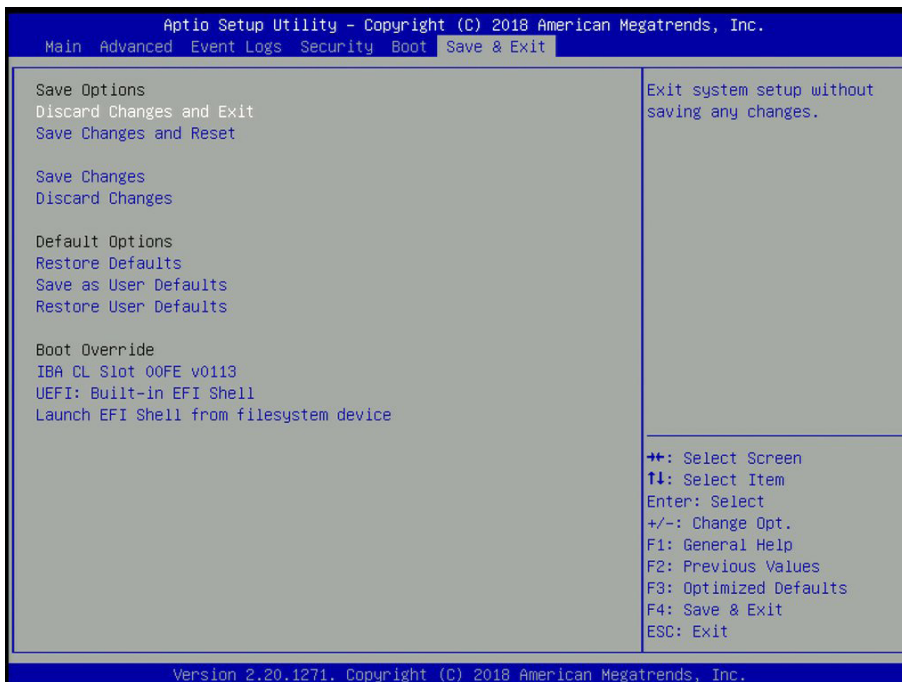 Aptio Setup Utility – Copyright (C) 2018 American Megatrends, Inc.
Main Advanced Event Logs Security Boot Save & Exit
Save Options
Discard Changes and Exit
Save Changes and Reset
Save Changes
Discard Changes
Default Options
Restore Defaults
Save as User Defaults
Restore User Defaults
Boot Override
IBA CL Slot 00FE v0113
UEFI: Built-in EFI Shell
Launch EFI Shell from filesystem device
Exit system setup without
saving any changes.
→←: Select Screen
↑↓: Select Item
Enter: Select
+/-: Change Opt.
F1: General Help
F2: Previous Values
F3: Optimized Defaults
F4: Save & Exit
ESC: Exit
Version 2.20.1271. Copyright (C) 2018 American Megatrends, Inc.